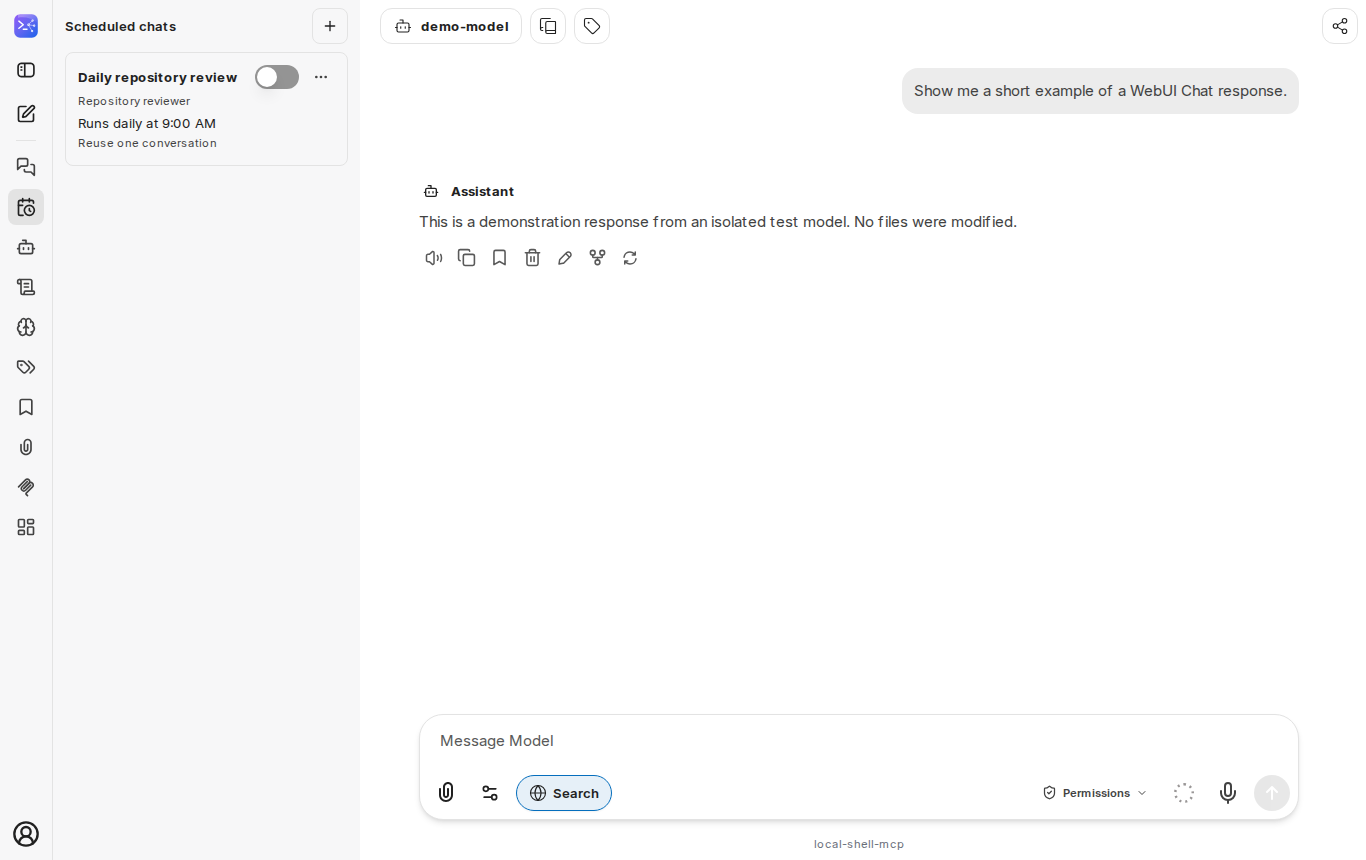 Scheduled chats
Daily repository review
Repository reviewer
Runs daily at 9:00 AM
Reuse one conversation
demo-model
Show me a short example of a WebUI Chat response.
Assistant
This is a demonstration response from an isolated test model. No files were modified.
Message Model
Search
Permissions
local-shell-mcp